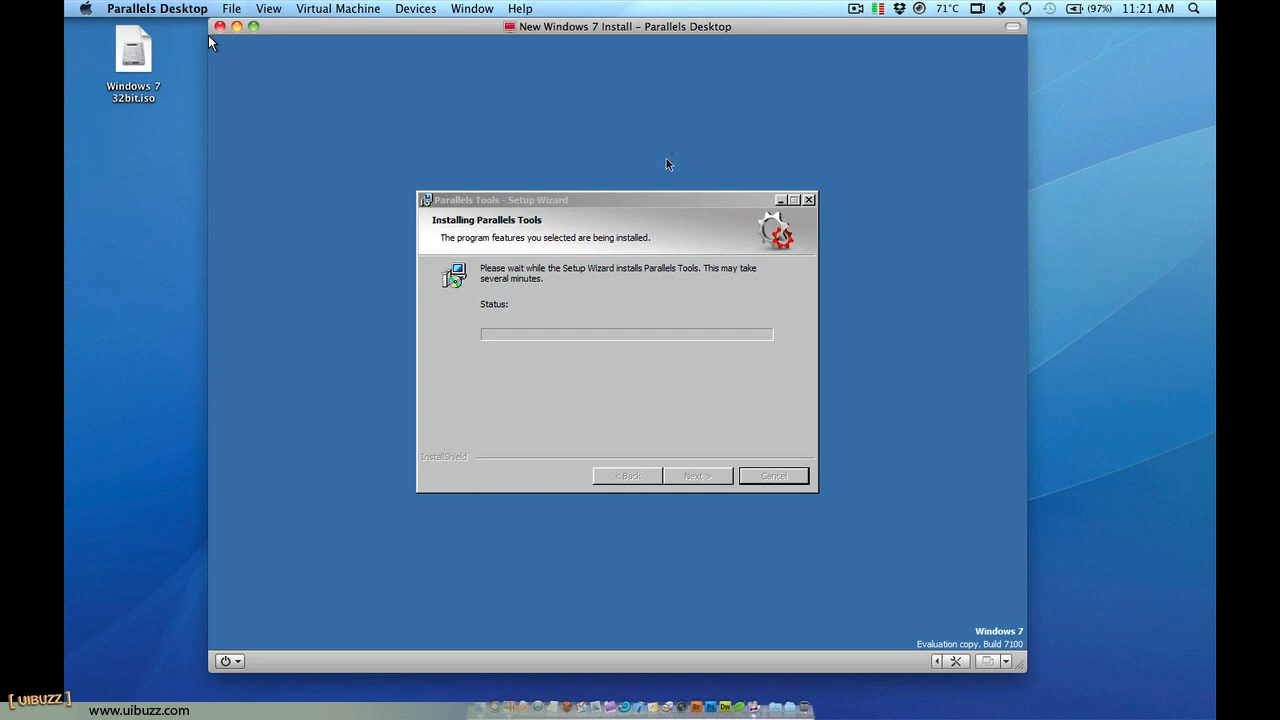 Parallels Desktop File View Virtual Machine Devices Window Help 71°C (97%) 11:21 AM
New Windows 7 Install - Parallels Desktop
Windows 7
32bit.iso
Parallels Tools - Setup Wizard
Installing Parallels Tools
The program features you selected are being installed.
Please wait while the Setup Wizard installs Parallels Tools. This may take
several minutes.
Status:
InstallShield
< Back Next > Cancel
Windows 7
Evaluation copy. Build 7100
[ UIBUZZ ]
www.uibuzz.com
Br Ps Dw